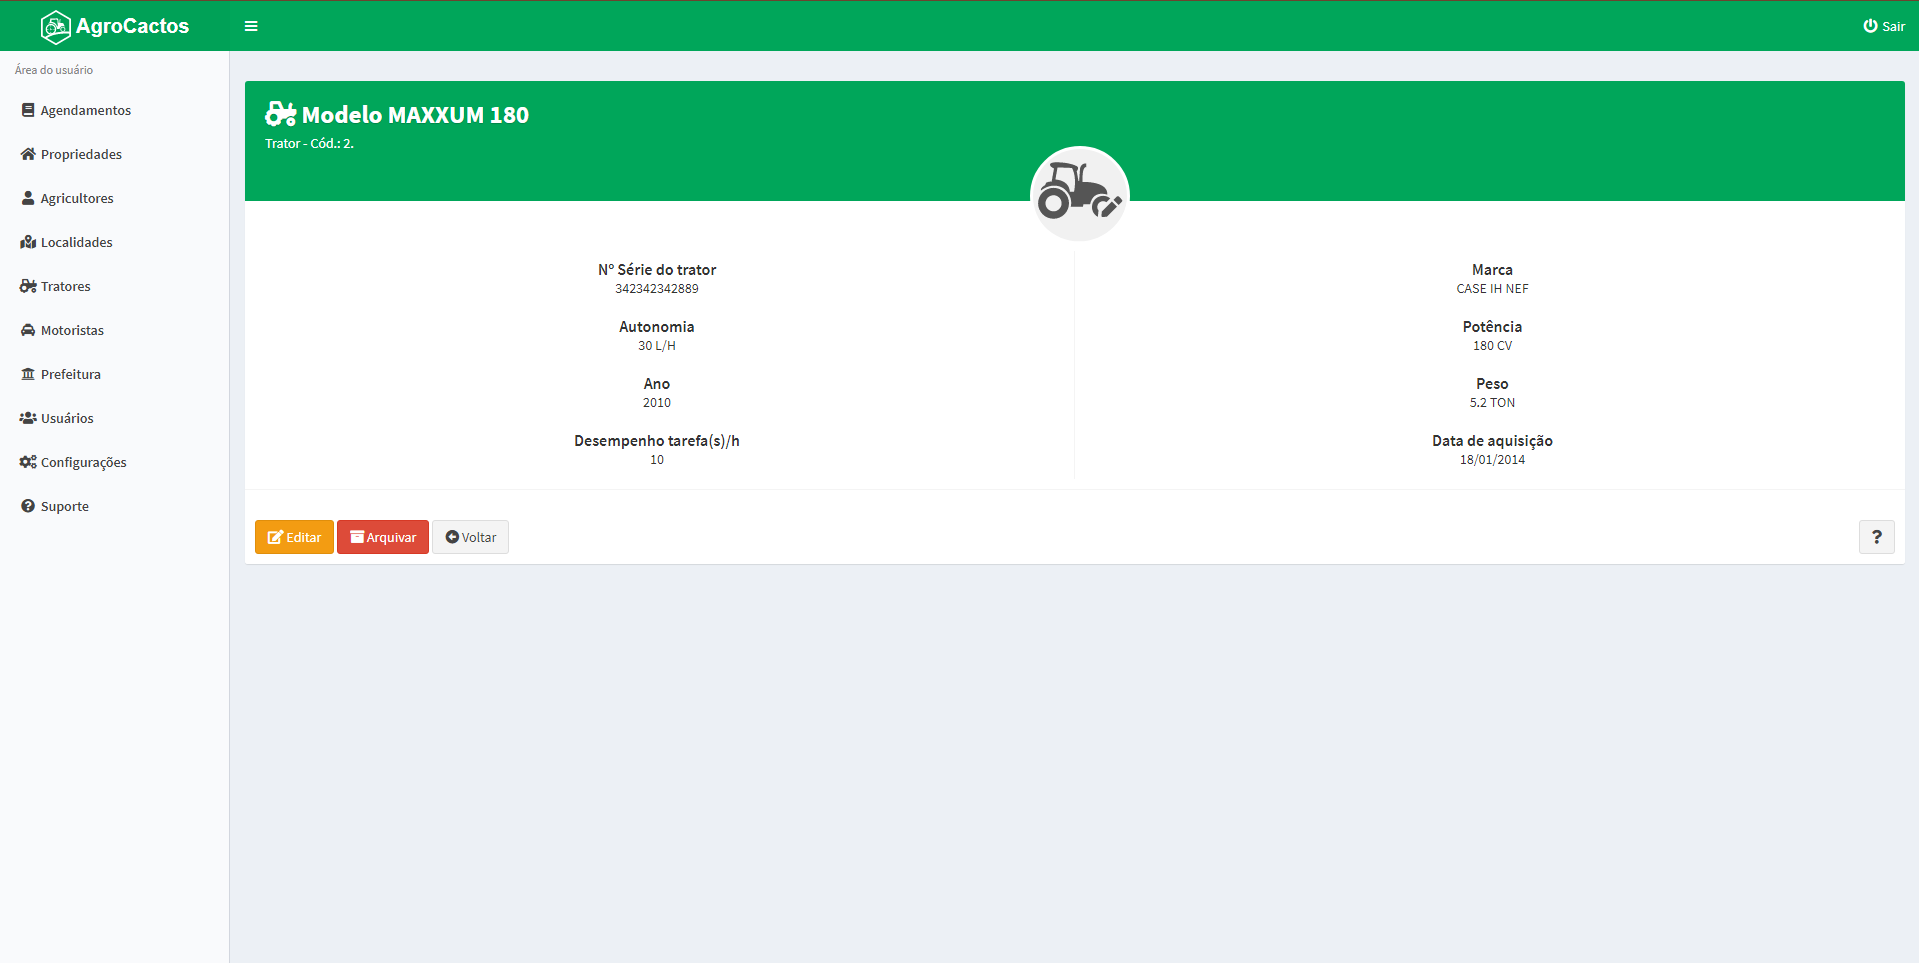 AgroCactos
Sair
Área do usuário
Agendamentos
Propriedades
Agricultores
Localidades
Tratores
Motoristas
Prefeitura
Usuários
Configurações
Suporte
Modelo MAXXUM 180
Trator - Cód.: 2.
Nº Série do trator
342342342889
Marca
CASE IH NEF
Autonomia
30 L/H
Potência
180 CV
Ano
2010
Peso
5.2 TON
Desempenho tarefa(s)/h
10
Data de aquisição
18/01/2014
Editar
Arquivar
Voltar
?